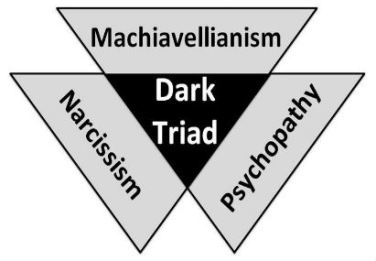 Machiavellianism
Dark
Triad
Narcissism
Psychopathy